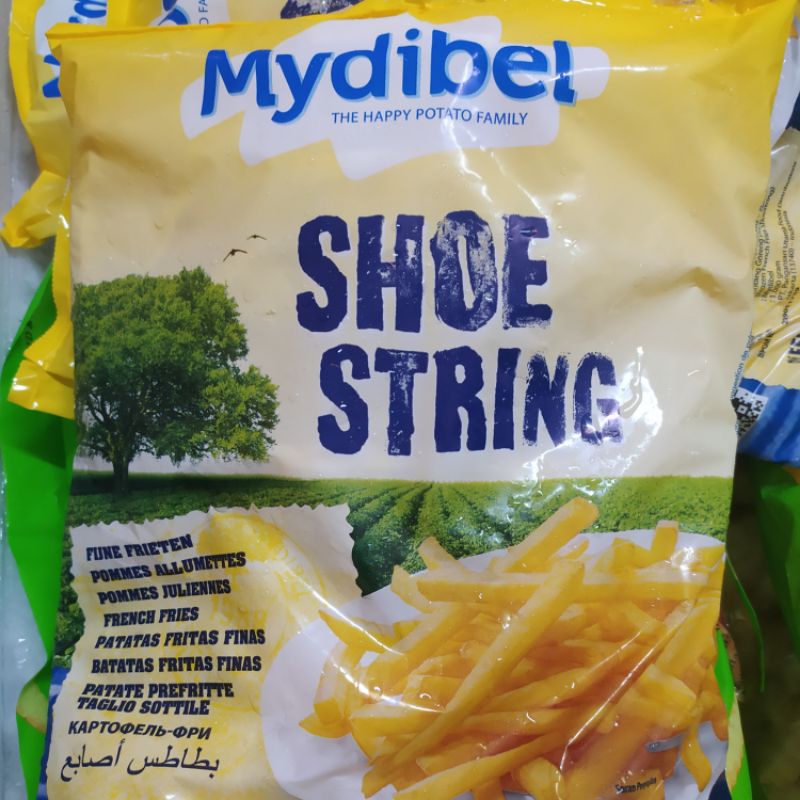 Mydibel
THE HAPPY POTATO FAMILY
SHOE
STRING
FIJNE FRIETEN
POMMES ALLUMETTES
POMMES JULIENNES
FRENCH FRIES
PATATAS FRITAS FINAS
BATATAS FRITAS FINAS
PATATE PREFRITTE
TAGLIO SOTTILE
КАРТОФЕЛЬ-ФРИ
بطاطس أصابع